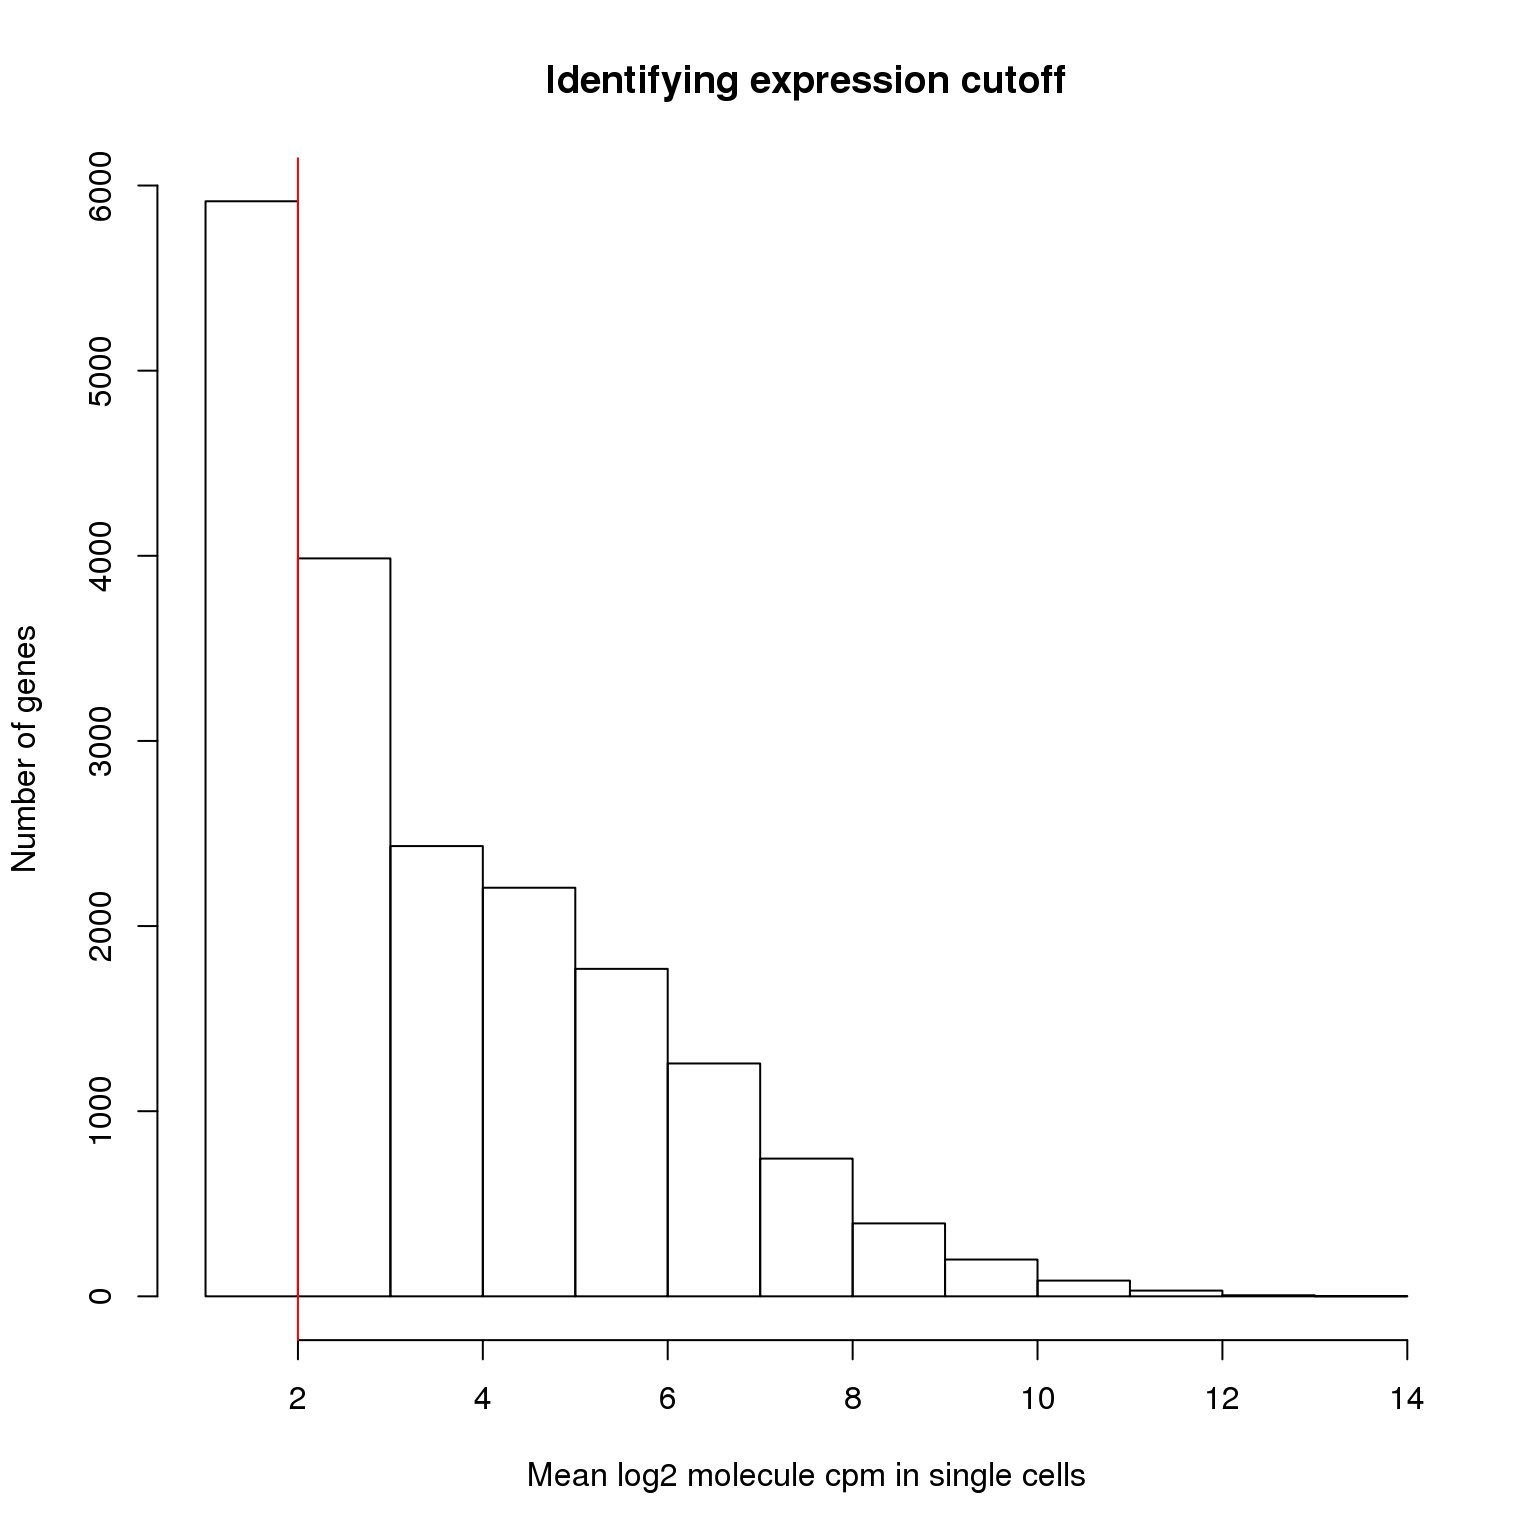 Identifying expression cutoff
Number of genes
6000
5000
4000
3000
2000
1000
0
2 4 6 8 10 12 14
Mean log2 molecule cpm in single cells